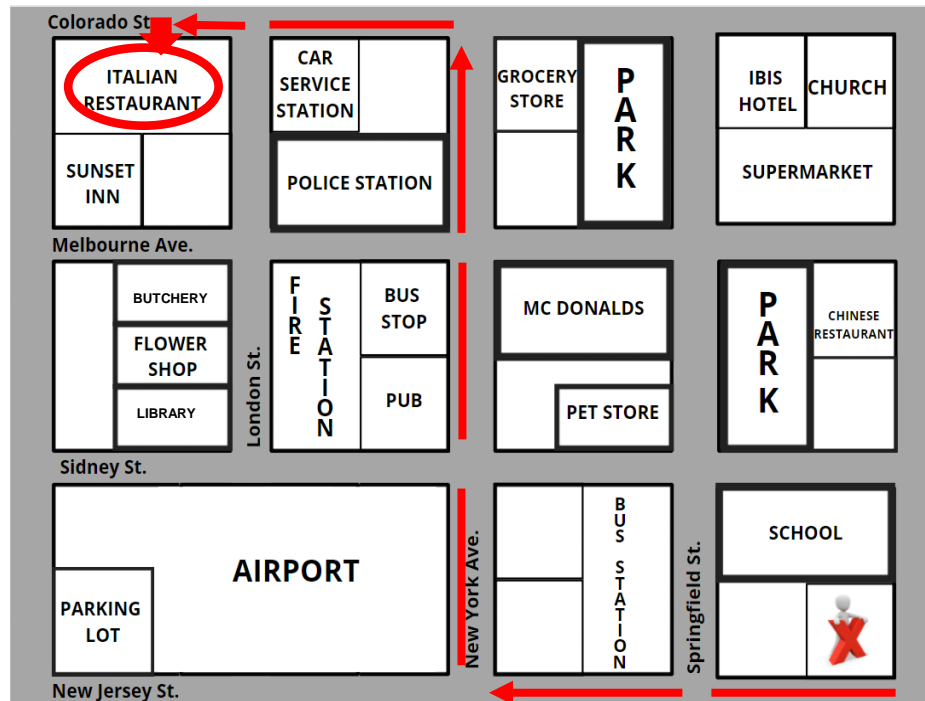 Colorado St.
ITALIAN
RESTAURANT
CAR
SERVICE
STATION
GROCERY
STORE
PARK
IBIS
HOTEL
CHURCH
SUNSET
INN
POLICE STATION
SUPERMARKET
Melbourne Ave.
BUTCHERY
FLOWER
SHOP
LIBRARY
London St.
FIRE
STATION
BUS
STOP
PUB
MC DONALDS
PET STORE
PARK
CHINESE
RESTAURANT
Sidney St.
AIRPORT
PARKING
LOT
New York Ave.
BUS STATION
Springfield St.
SCHOOL
X
New Jersey St.